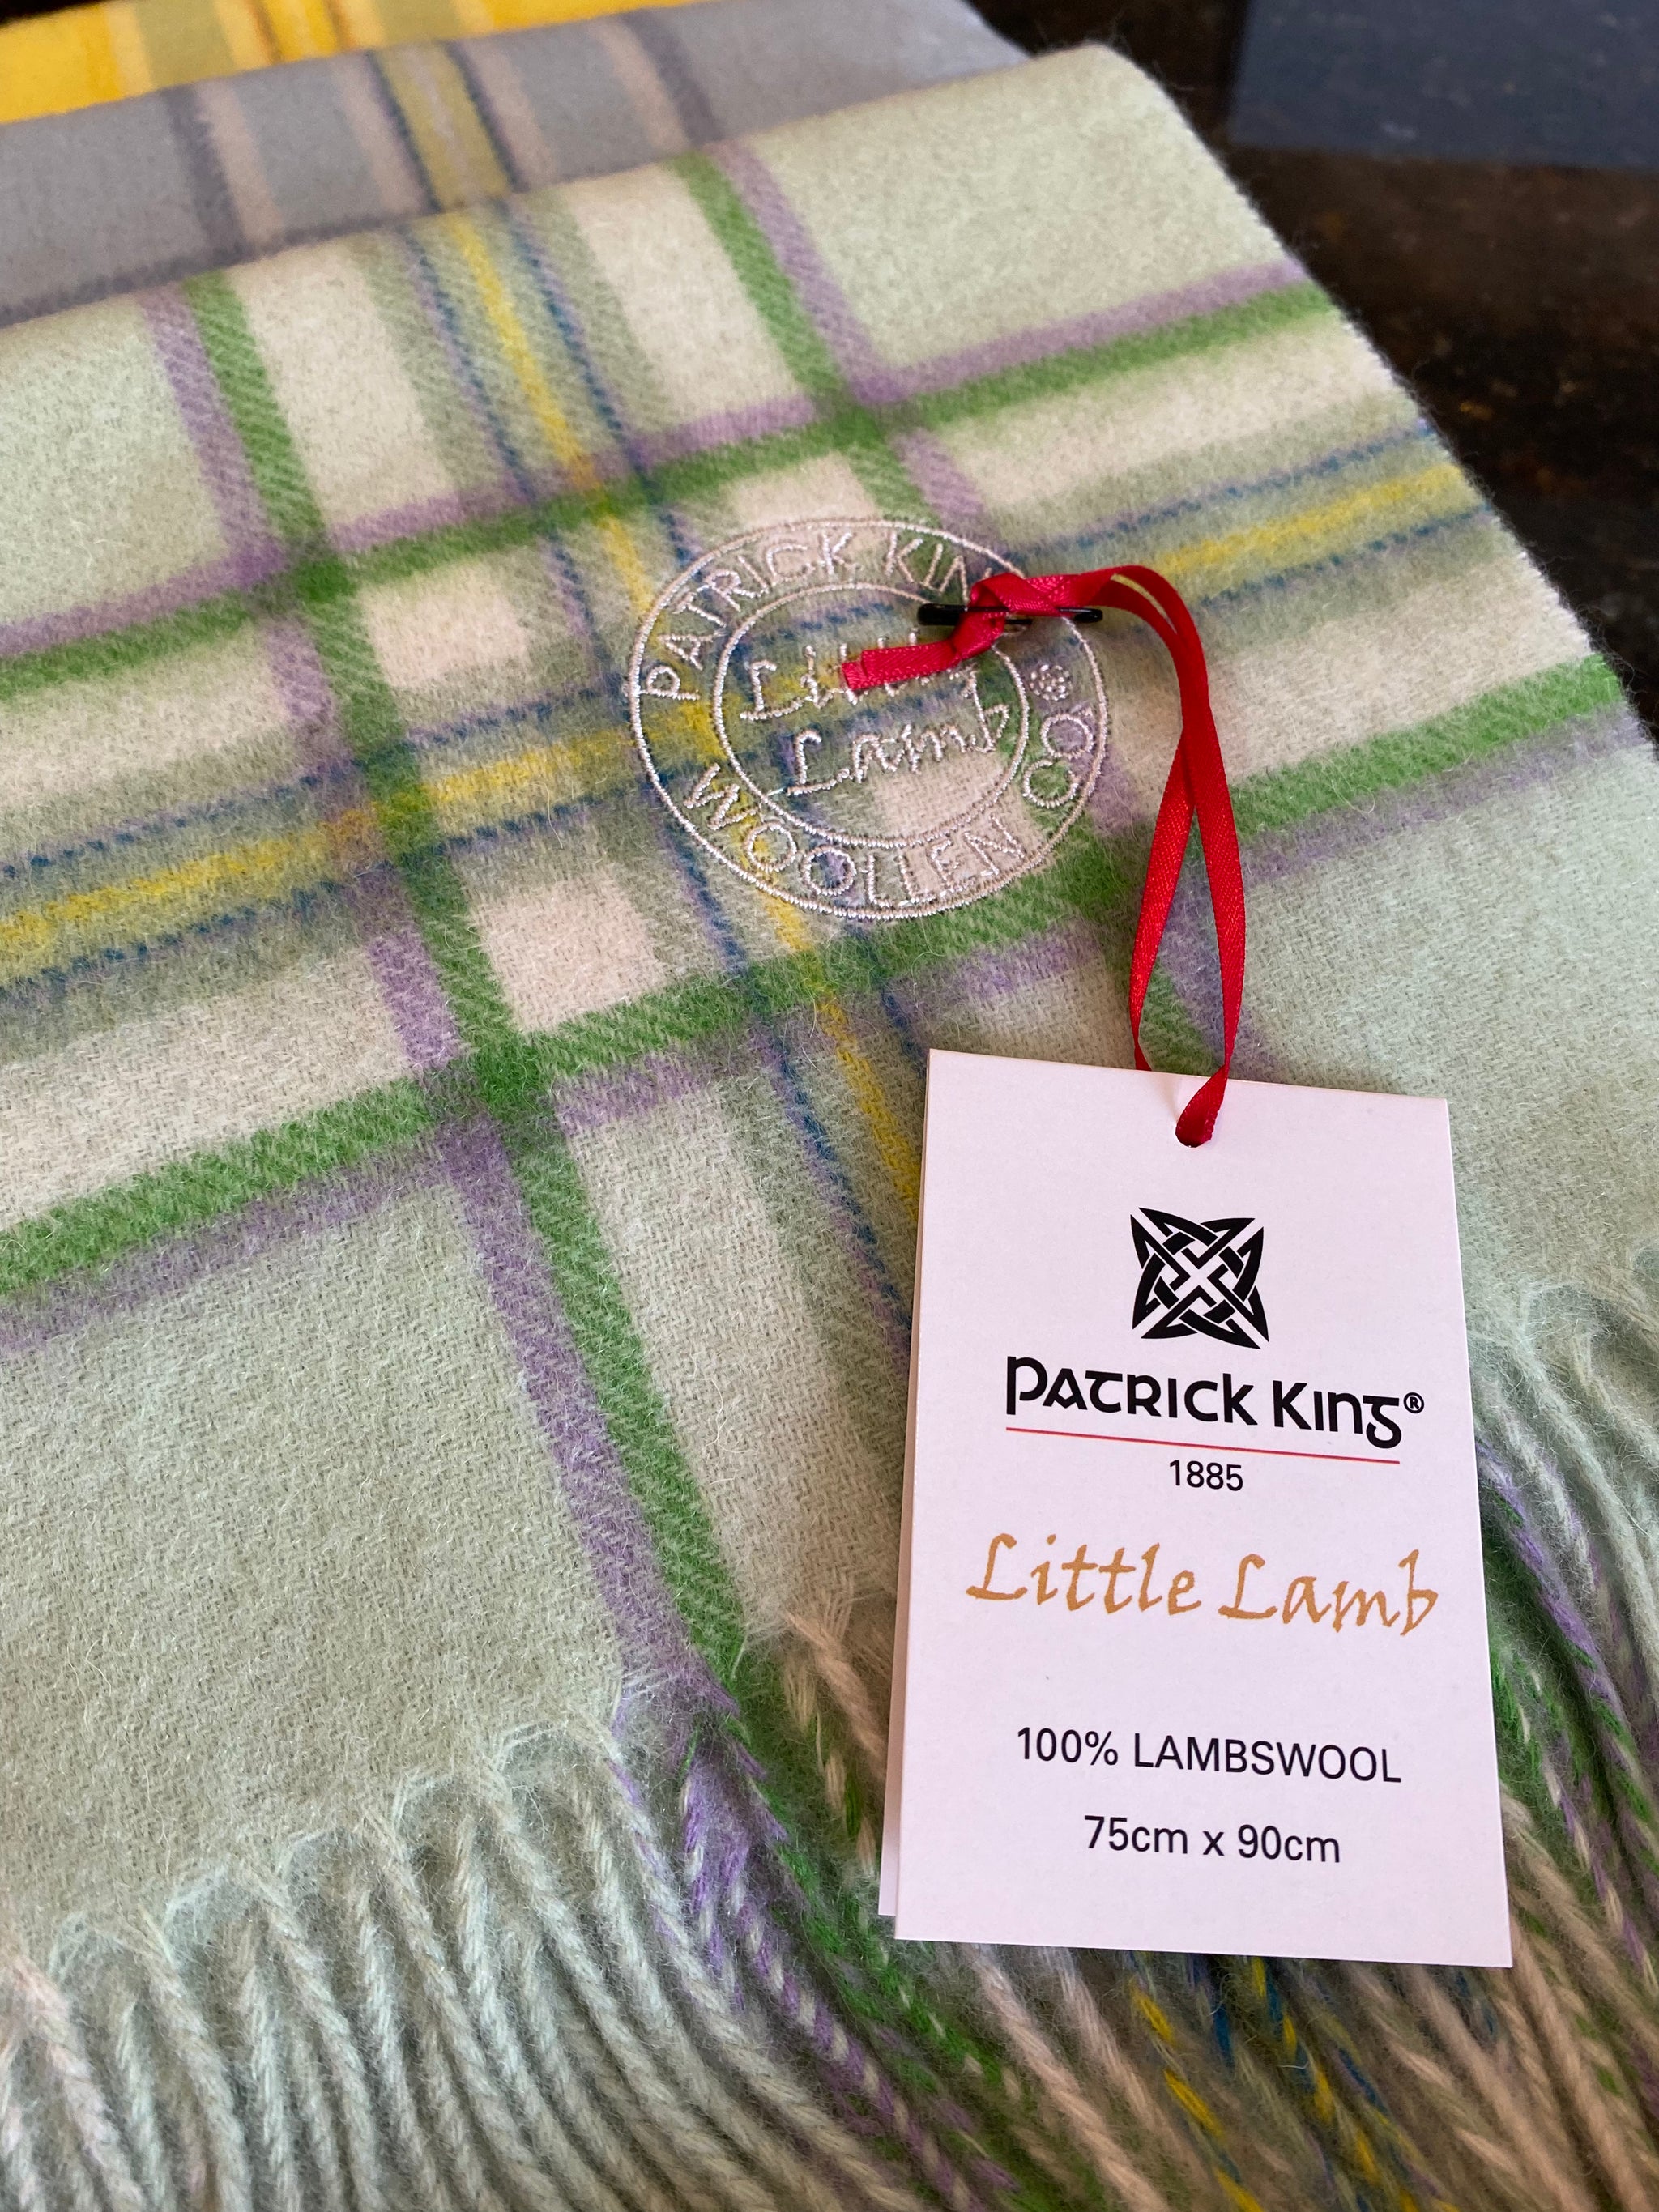 PATRICK KING
WOOLLEN CO
Little
Lamb
PATRICK KING®
1885
Little Lamb
100% LAMBSWOOL
75cm x 90cm